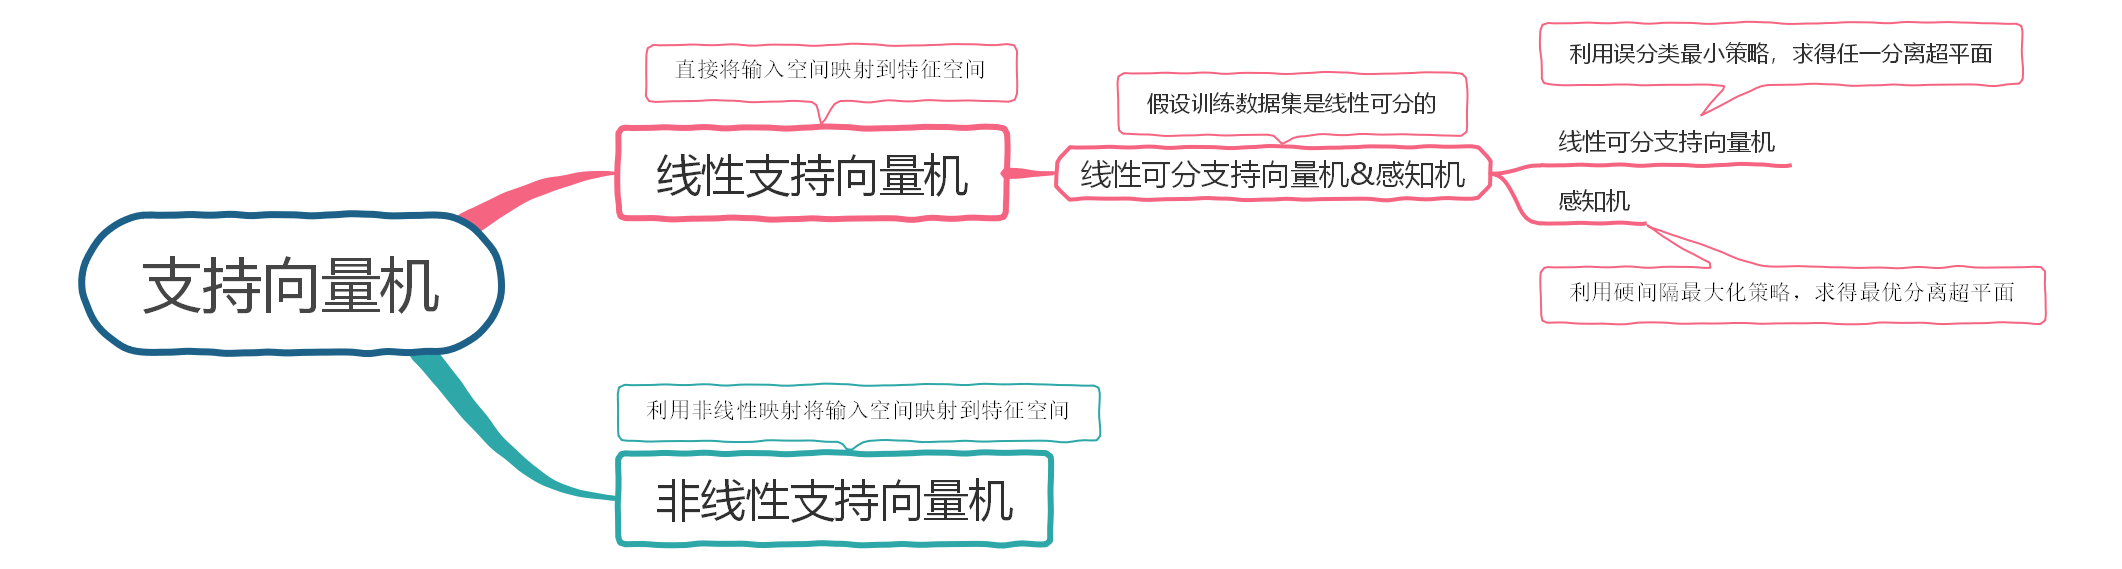 支持向量机
直接将输入空间映射到特征空间
线性支持向量机
假设训练数据集是线性可分的
线性可分支持向量机&感知机
利用误分类最小策略，求得任一分离超平面
线性可分支持向量机
感知机
利用硬间隔最大化策略，求得最优分离超平面
利用非线性映射将输入空间映射到特征空间
非线性支持向量机